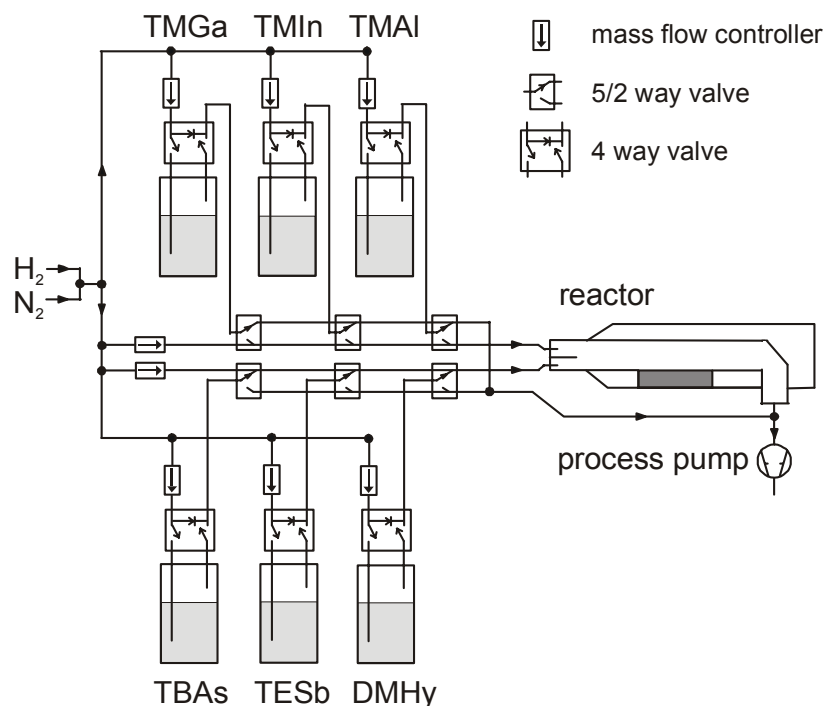 TMGa TMIn TMAl
mass flow controller
5/2 way valve
4 way valve
H₂
N₂
reactor
process pump
TBAs TESb DMHy